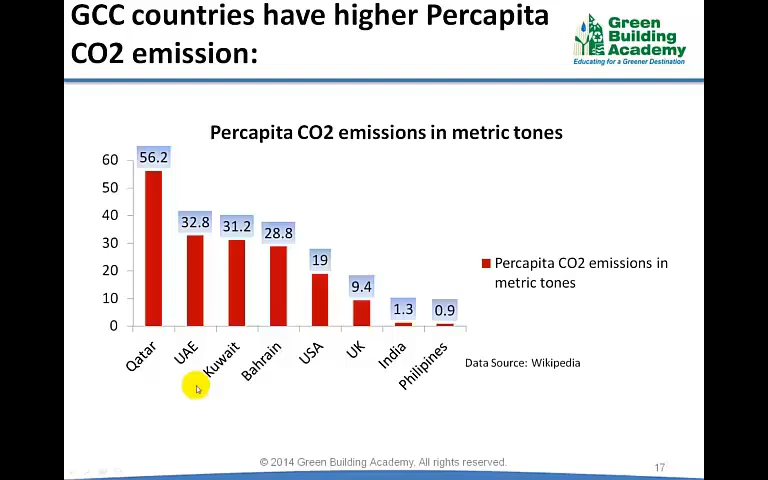 GCC countries have higher Percapita
CO2 emission:
Green
Building
Academy
Educating for a Greener Destination
Percapita CO2 emissions in metric tones
60
50
40
30
20
10
0
56.2
32.8
31.2
28.8
19
9.4
1.3
0.9
Qatar
UAE
Kuwait
Bahrain
USA
UK
India
Philipines
Percapita CO2 emissions in
metric tones
Data Source: Wikipedia
© 2014 Green Building Academy. All rights reserved.
17